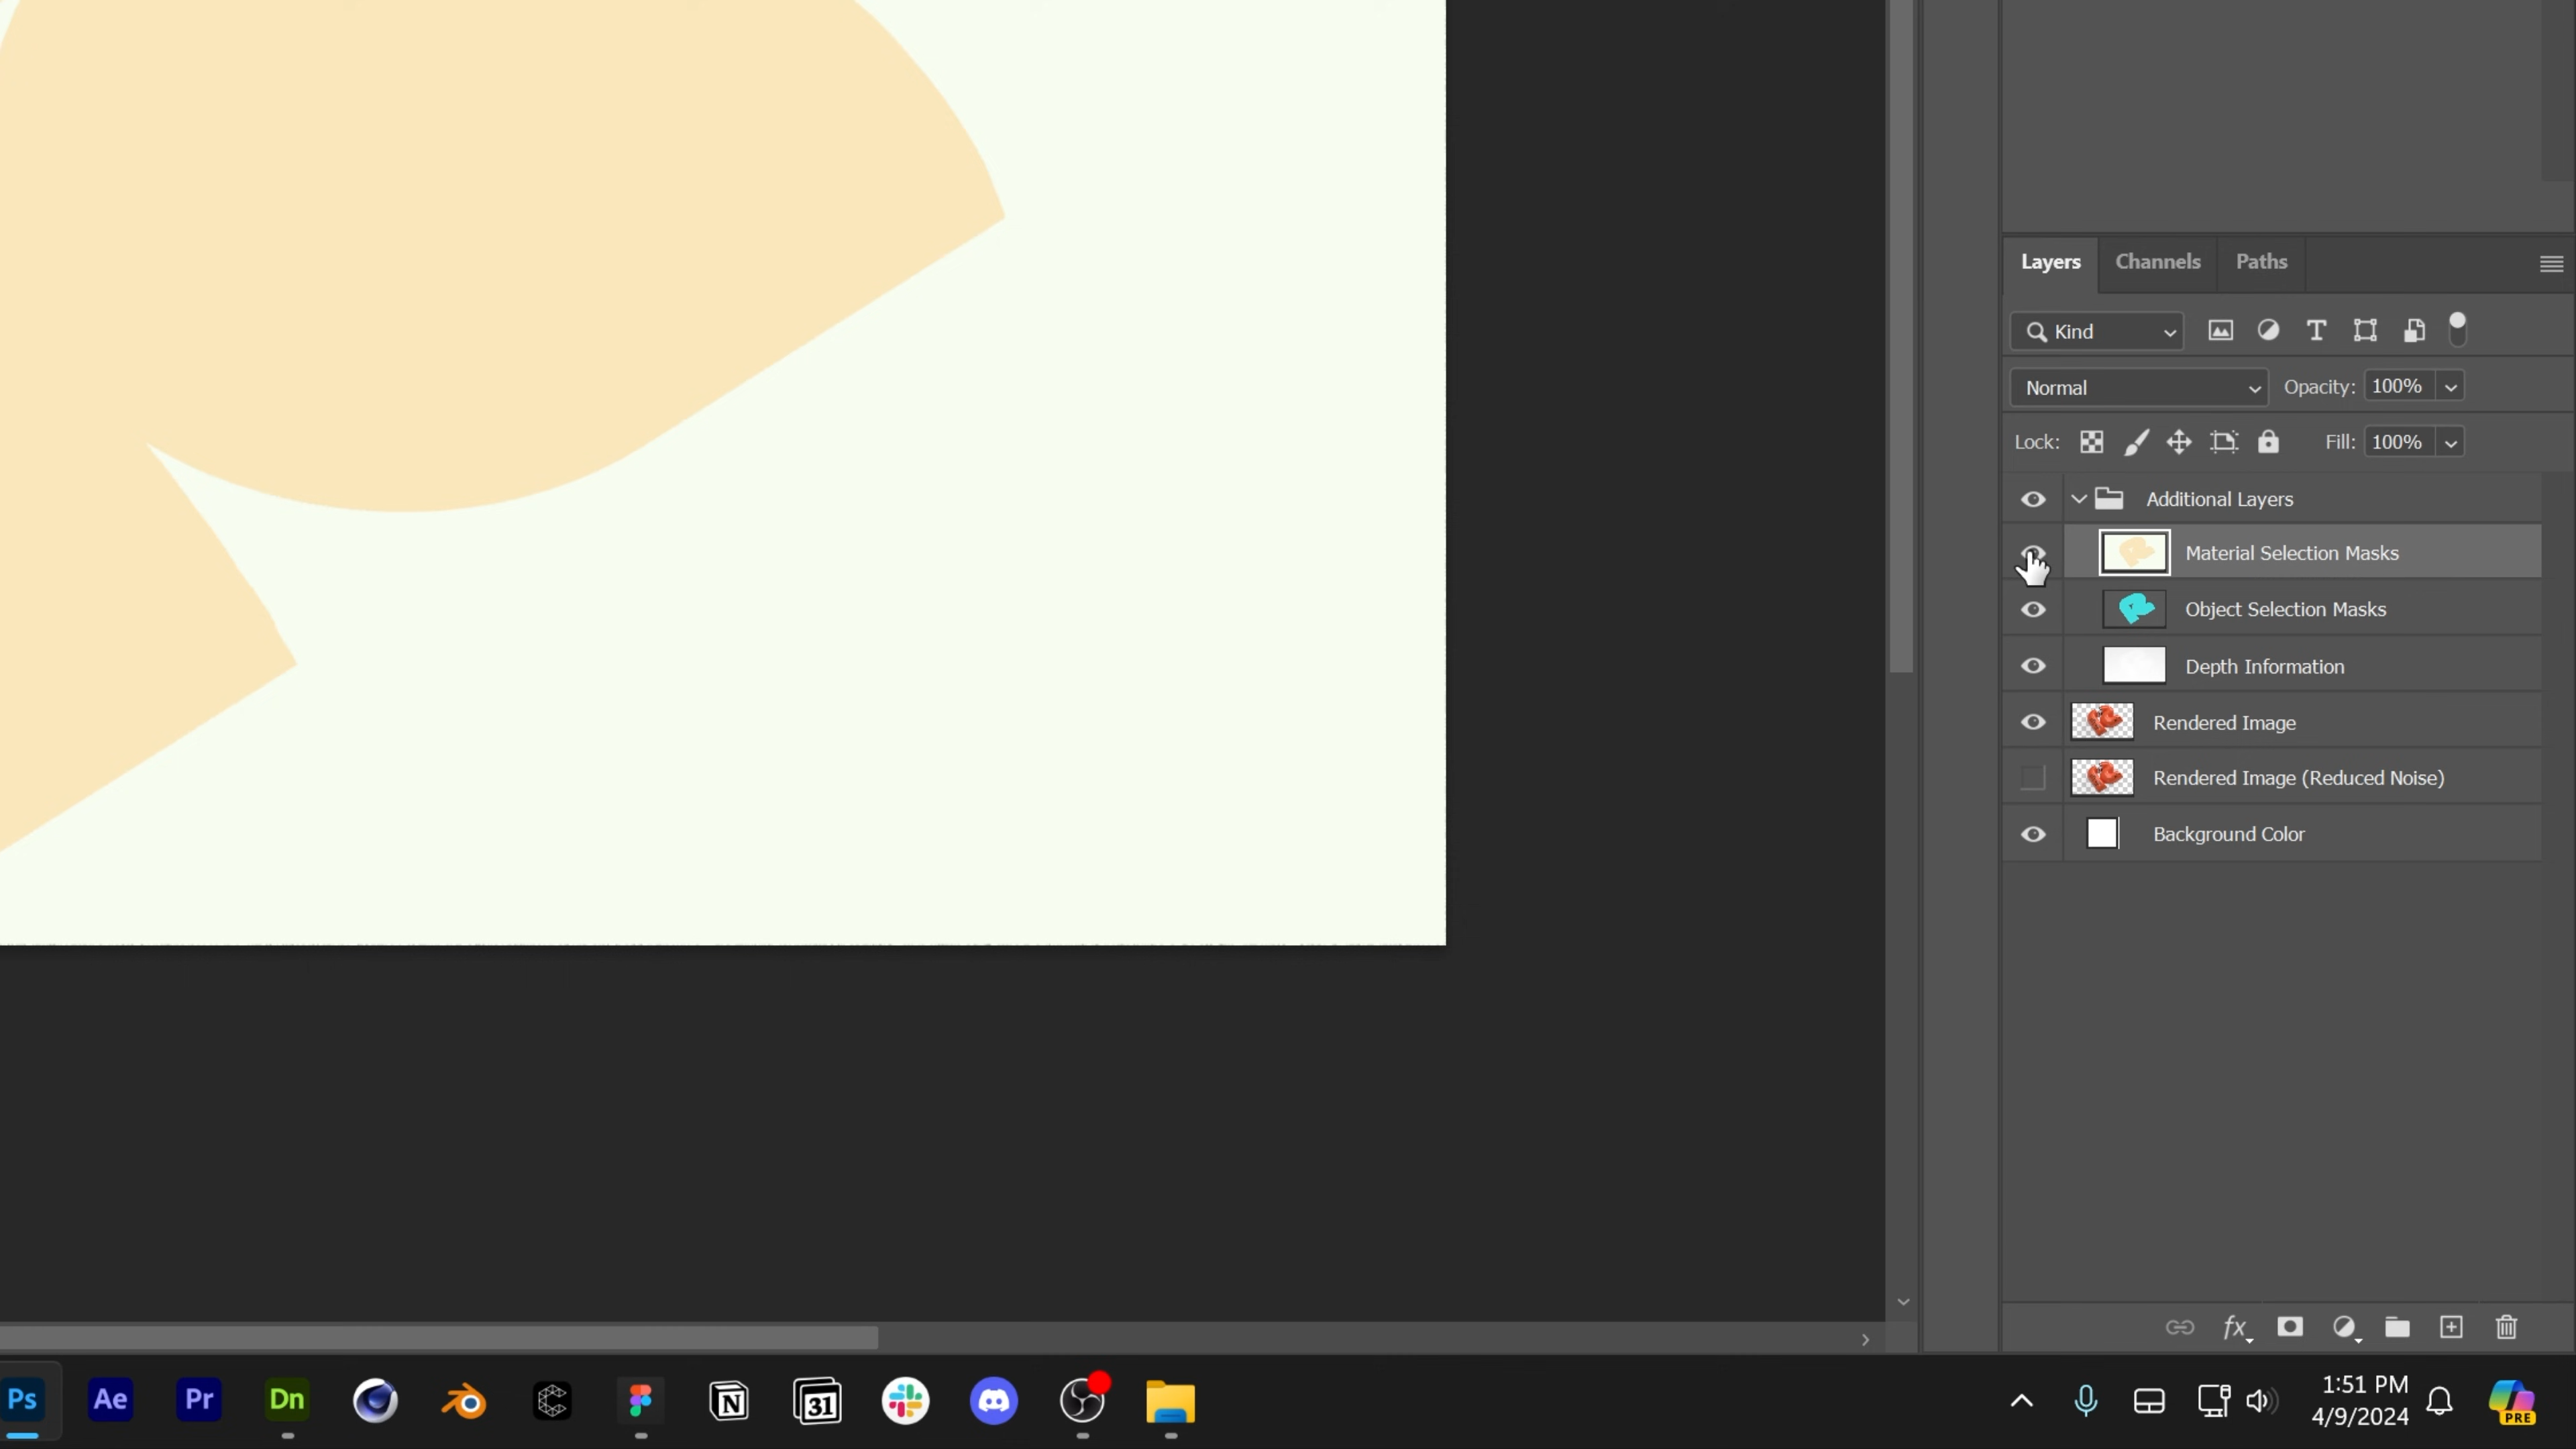 Layers Channels Paths
Kind
Normal Opacity: 100%
Lock: Fill: 100%
Additional Layers
Material Selection Masks
Object Selection Masks
Depth Information
Rendered Image
Rendered Image (Reduced Noise)
Background Color
fx
Ps Ae Pr Dn N 31
1:51 PM
4/9/2024
PRE